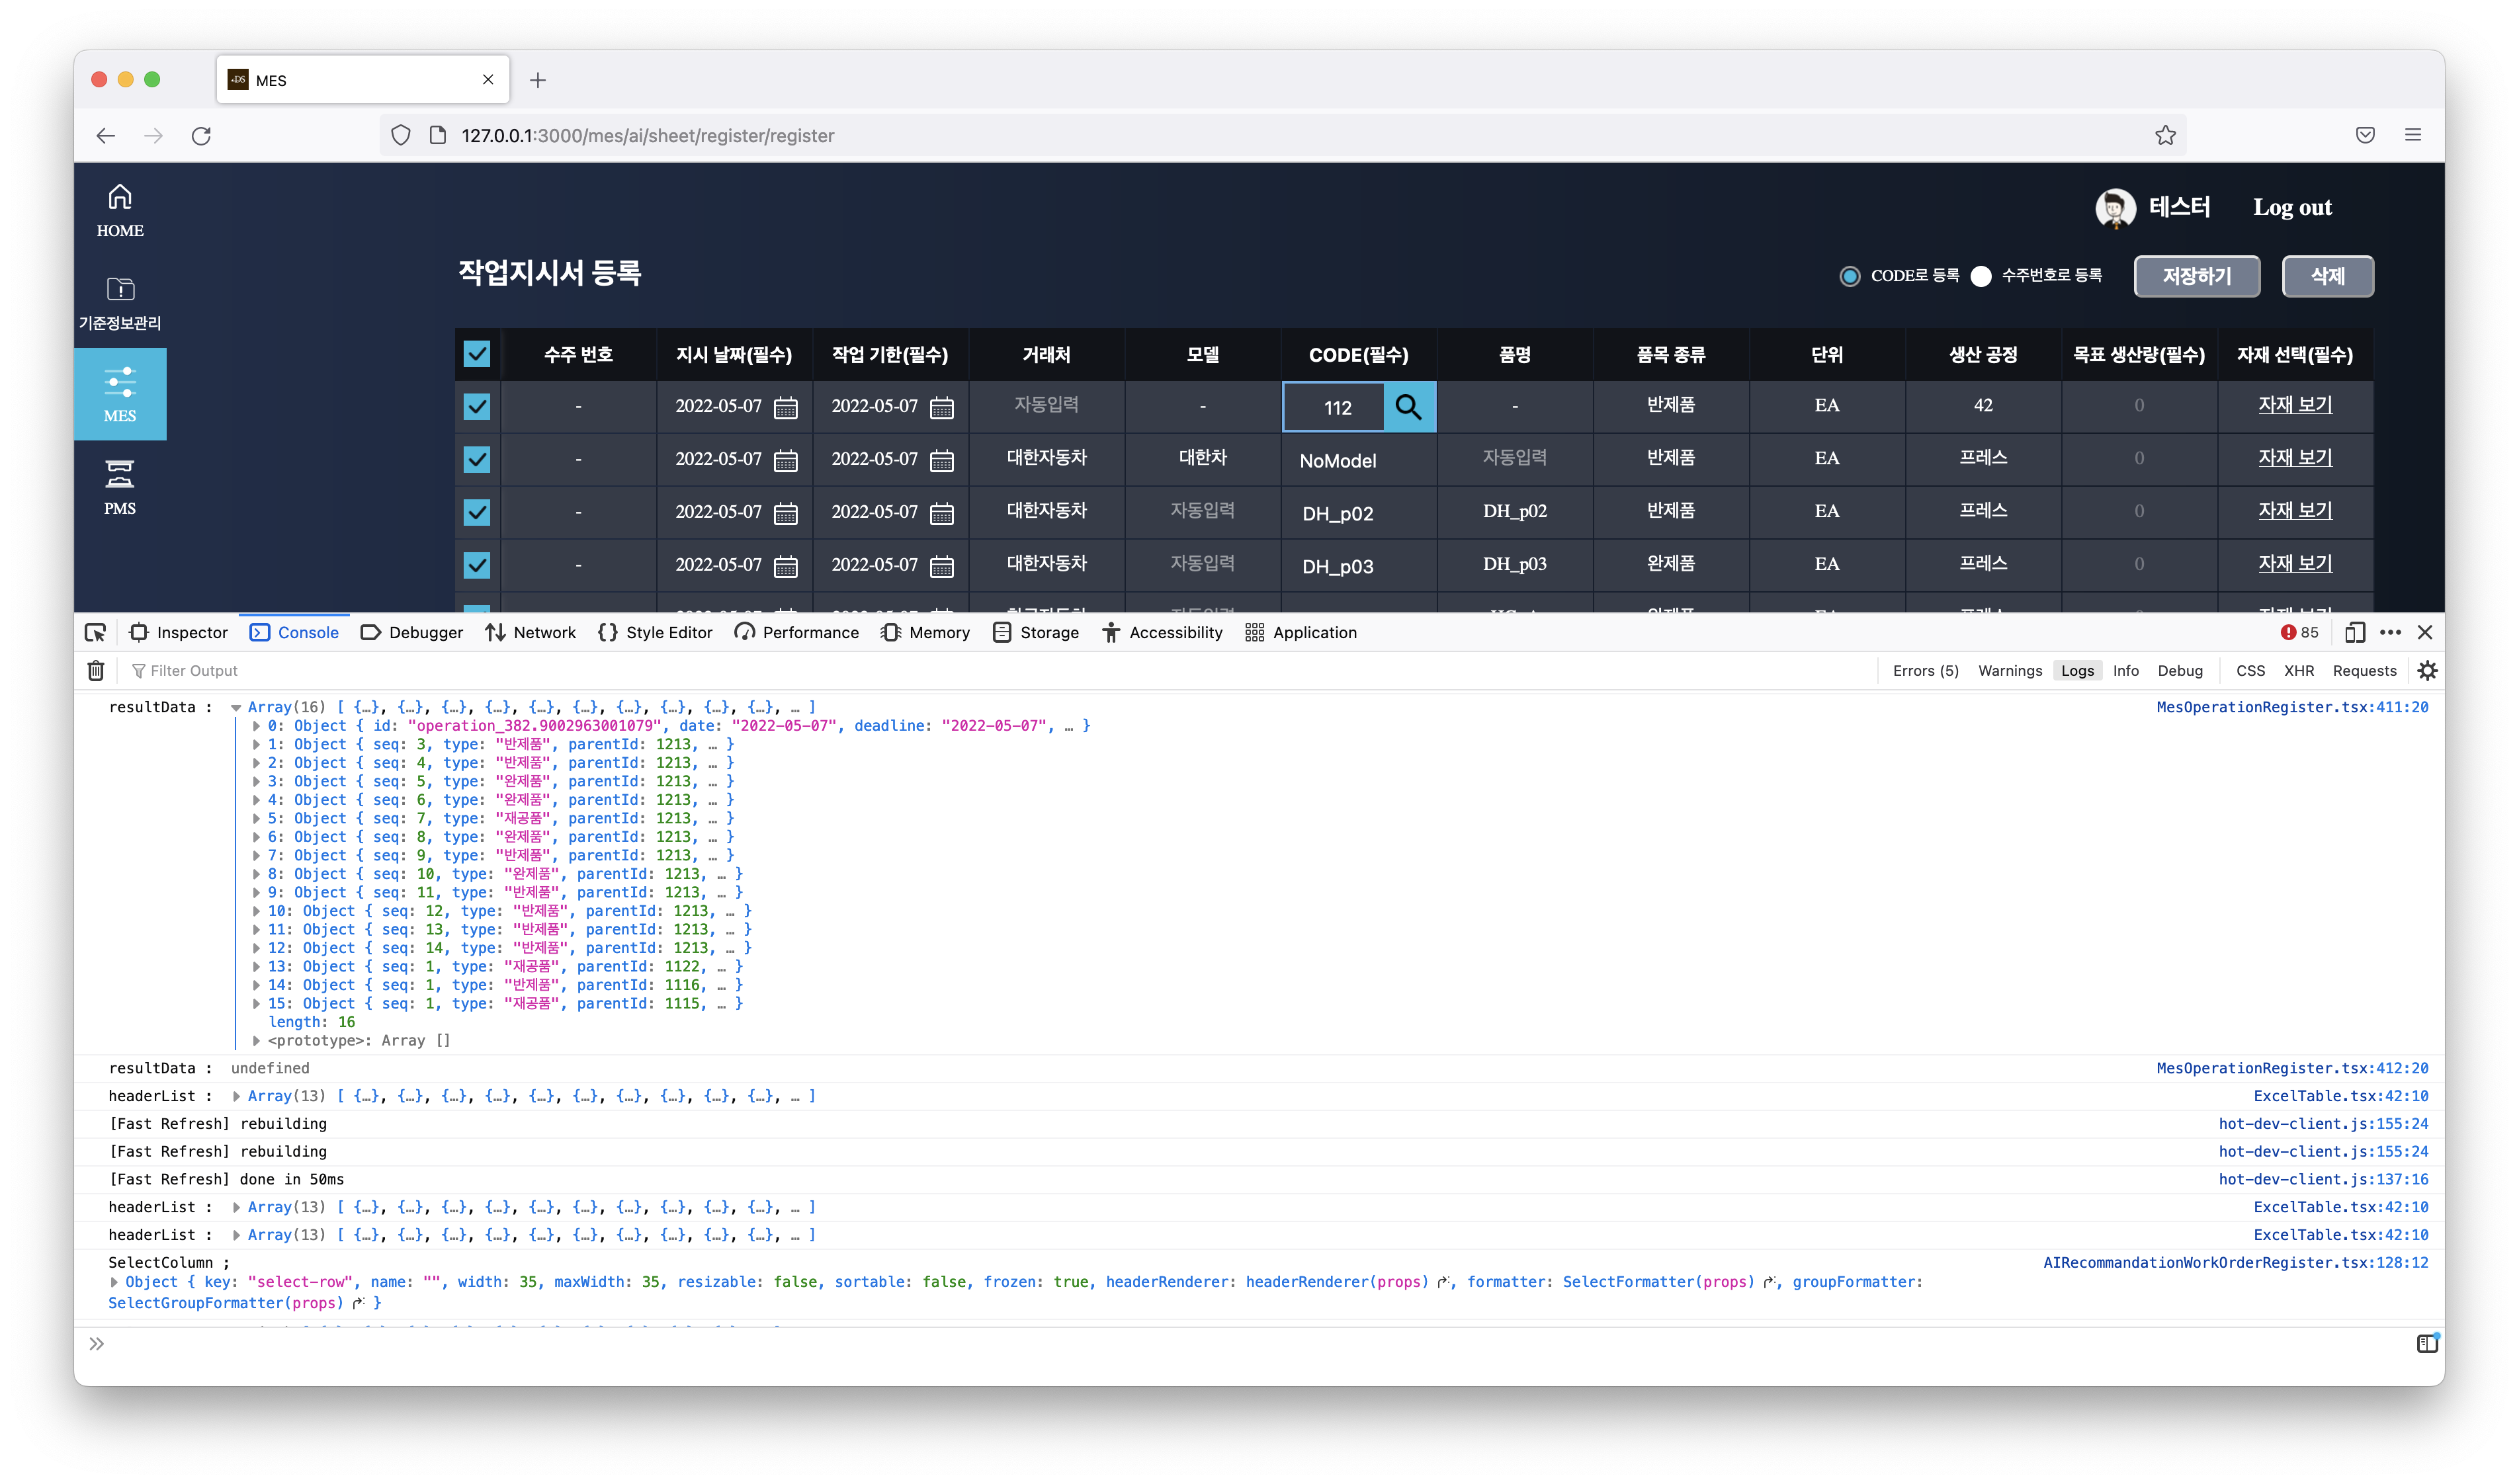 MES
127.0.0.1:3000/mes/ai/sheet/register/register
HOME
기준정보관리
MES
PMS
테스터 Log out
작업지시서 등록
CODE로 등록 수주번호로 등록 저장하기 삭제
수주 번호 지시 날짜(필수) 작업 기한(필수) 거래처 모델 CODE(필수) 품명 품목 종류 단위 생산 공정 목표 생산량(필수) 자재 선택(필수)
- 2022-05-07 2022-05-07 자동입력 - 112 - 반제품 EA 42 0 자재 보기
- 2022-05-07 2022-05-07 대한자동차 대한차 NoModel 자동입력 반제품 EA 프레스 0 자재 보기
- 2022-05-07 2022-05-07 대한자동차 자동입력 DH_p02 DH_p02 반제품 EA 프레스 0 자재 보기
- 2022-05-07 2022-05-07 대한자동차 자동입력 DH_p03 DH_p03 완제품 EA 프레스 0 자재 보기
Inspector Console Debugger Network Style Editor Performance Memory Storage Accessibility Application 85
Filter Output Errors (5) Warnings Logs Info Debug CSS XHR Requests
resultData : Array(16) [ {…}, {…}, {…}, {…}, {…}, {…}, {…}, {…}, {…}, {…}, … ] MesOperationRegister.tsx:411:20
0: Object { id: "operation_382.9002963001079", date: "2022-05-07", deadline: "2022-05-07", … }
1: Object { seq: 3, type: "반제품", parentId: 1213, … }
2: Object { seq: 4, type: "반제품", parentId: 1213, … }
3: Object { seq: 5, type: "완제품", parentId: 1213, … }
4: Object { seq: 6, type: "완제품", parentId: 1213, … }
5: Object { seq: 7, type: "재공품", parentId: 1213, … }
6: Object { seq: 8, type: "완제품", parentId: 1213, … }
7: Object { seq: 9, type: "반제품", parentId: 1213, … }
8: Object { seq: 10, type: "완제품", parentId: 1213, … }
9: Object { seq: 11, type: "반제품", parentId: 1213, … }
10: Object { seq: 12, type: "반제품", parentId: 1213, … }
11: Object { seq: 13, type: "반제품", parentId: 1213, … }
12: Object { seq: 14, type: "반제품", parentId: 1213, … }
13: Object { seq: 1, type: "재공품", parentId: 1122, … }
14: Object { seq: 1, type: "반제품", parentId: 1116, … }
15: Object { seq: 1, type: "재공품", parentId: 1115, … }
length: 16
<prototype>: Array []
resultData : undefined MesOperationRegister.tsx:412:20
headerList : Array(13) [ {…}, {…}, {…}, {…}, {…}, {…}, {…}, {…}, {…}, {…}, … ] ExcelTable.tsx:42:10
[Fast Refresh] rebuilding hot-dev-client.js:155:24
[Fast Refresh] rebuilding hot-dev-client.js:155:24
[Fast Refresh] done in 50ms hot-dev-client.js:137:16
headerList : Array(13) [ {…}, {…}, {…}, {…}, {…}, {…}, {…}, {…}, {…}, {…}, … ] ExcelTable.tsx:42:10
headerList : Array(13) [ {…}, {…}, {…}, {…}, {…}, {…}, {…}, {…}, {…}, {…}, … ] ExcelTable.tsx:42:10
SelectColumn ; AIRecommandationWorkOrderRegister.tsx:128:12
Object { key: "select-row", name: "", width: 35, maxWidth: 35, resizable: false, sortable: false, frozen: true, headerRenderer: headerRenderer(props), formatter: SelectFormatter(props), groupFormatter:
SelectGroupFormatter(props) }